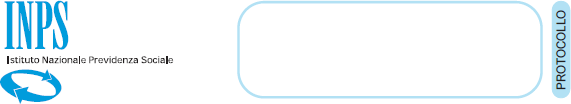 INPS
Istituto Nazionale Previdenza Sociale
PROTOCOLLO